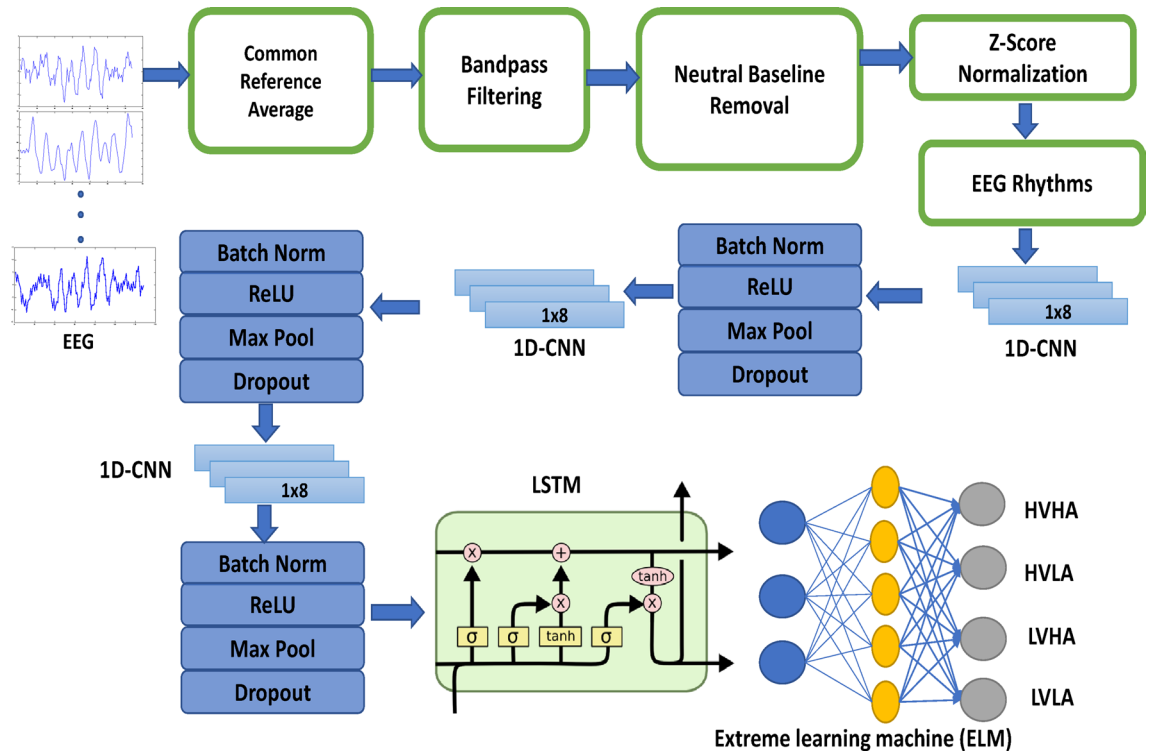 Common
Reference
Average
Bandpass
Filtering
Neutral Baseline
Removal
Z-Score
Normalization
EEG Rhythms
EEG
1x8
1D-CNN
Batch Norm
ReLU
Max Pool
Dropout
1x8
1D-CNN
Batch Norm
ReLU
Max Pool
Dropout
1D-CNN
1x8
Batch Norm
ReLU
Max Pool
Dropout
LSTM
x
+
tanh
x
x
σ
σ
tanh
σ
HVHA
HVLA
LVHA
LVLA
Extreme learning machine (ELM)